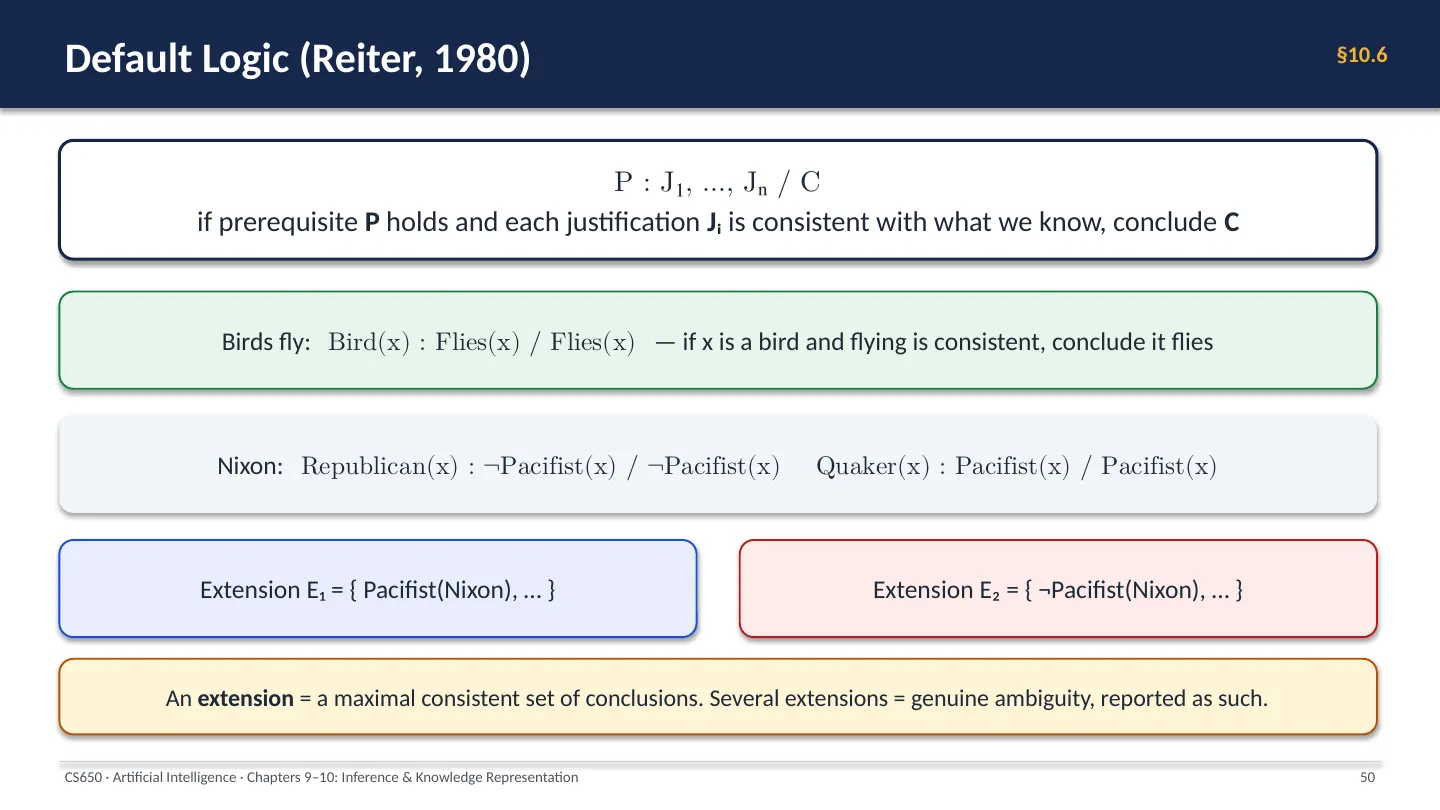 Default Logic (Reiter, 1980)
§10.6
P : J₁, ..., Jₙ / C
if prerequisite P holds and each justification Jᵢ is consistent with what we know, conclude C
Birds fly: Bird(x) : Flies(x) / Flies(x) — if x is a bird and flying is consistent, conclude it flies
Nixon: Republican(x) : ¬Pacifist(x) / ¬Pacifist(x) Quaker(x) : Pacifist(x) / Pacifist(x)
Extension E₁ = { Pacifist(Nixon), … }
Extension E₂ = { ¬Pacifist(Nixon), … }
An extension = a maximal consistent set of conclusions. Several extensions = genuine ambiguity, reported as such.
CS650 · Artificial Intelligence · Chapters 9–10: Inference & Knowledge Representation
50